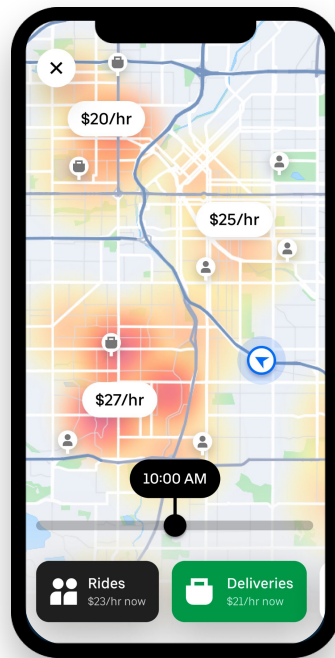 $20/hr
$25/hr
$27/hr
10:00 AM
Rides
$23/hr now
Deliveries
$21/hr now